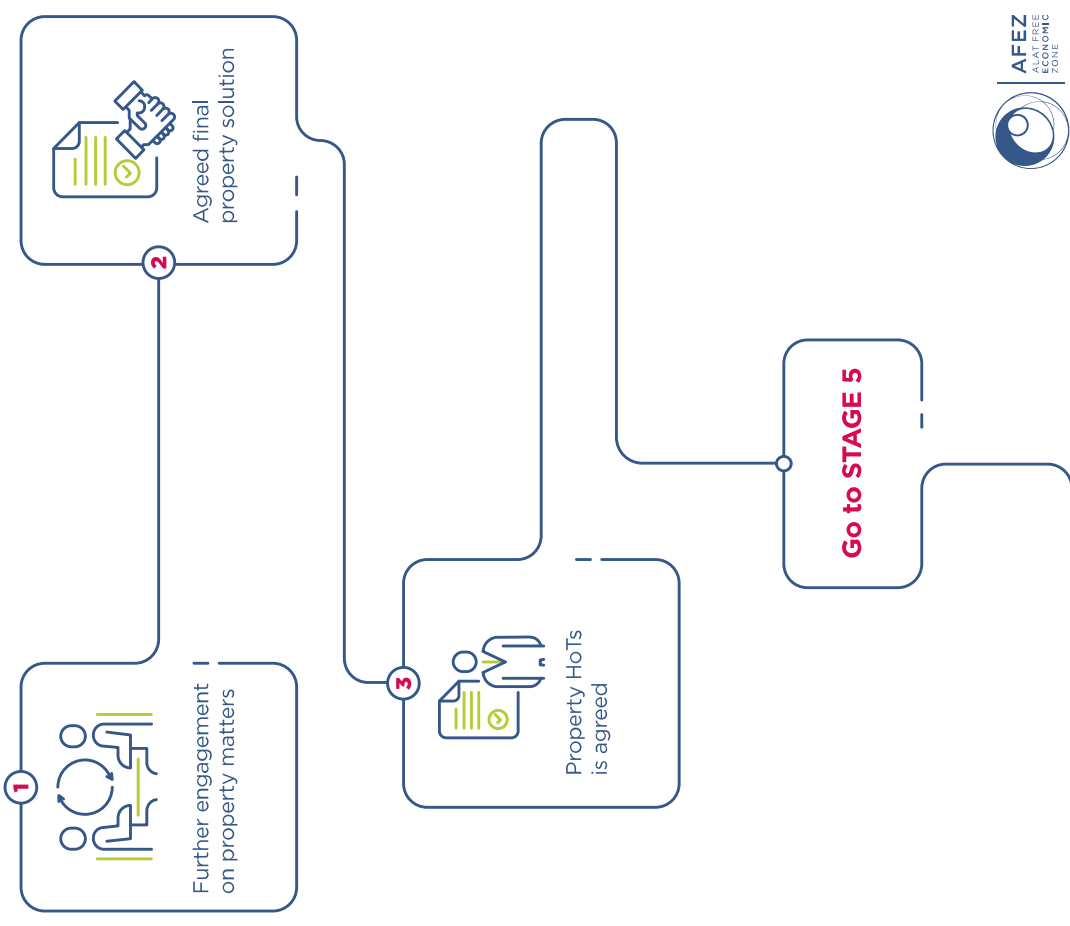 1
Further engagement
on property matters
2
Agreed final
property solution
3
Property HoTs
is agreed
Go to STAGE 5
AFEZ
ALAT FREE
ECONOMIC
ZONE